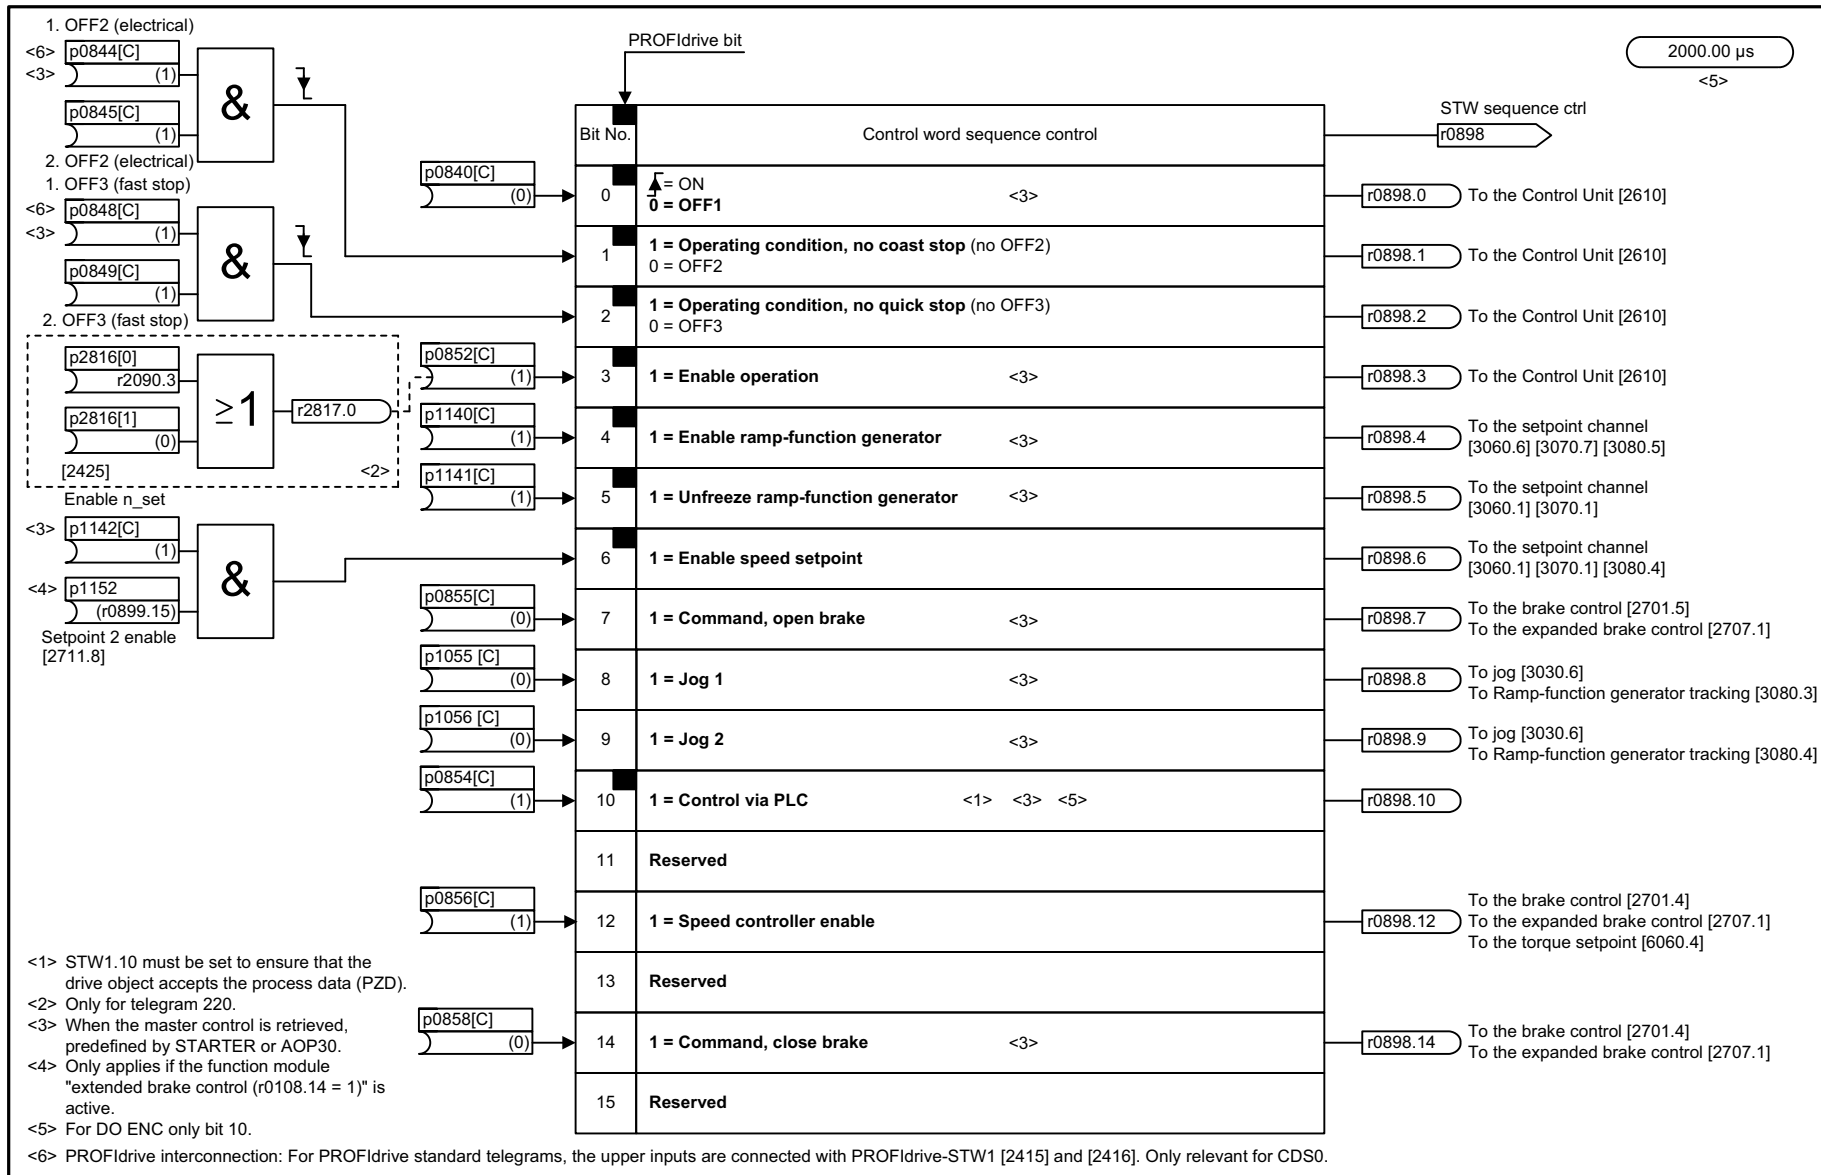 1. OFF2 (electrical)
<6> p0844[C]
<3> (1)
&
p0845[C]
(1)
2. OFF2 (electrical)
1. OFF3 (fast stop)
<6> p0848[C]
<3> (1)
&
p0849[C]
(1)
2. OFF3 (fast stop)
p2816[0]
r2090.3
≥1
r2817.0
p2816[1]
(0)
[2425] <2>
Enable n_set
<3> p1142[C]
(1)
&
<4> p1152
(r0899.15)
Setpoint 2 enable
[2711.8]
PROFIdrive bit
2000.00 µs
<5>
Bit No. Control word sequence control
STW sequence ctrl
r0898
p0840[C]
(0)
0
= ON
0 = OFF1
<3>
r0898.0 To the Control Unit [2610]
1
1 = Operating condition, no coast stop (no OFF2)
0 = OFF2
r0898.1 To the Control Unit [2610]
2
1 = Operating condition, no quick stop (no OFF3)
0 = OFF3
r0898.2 To the Control Unit [2610]
p0852[C]
(1)
3 1 = Enable operation <3>
r0898.3 To the Control Unit [2610]
p1140[C]
(1)
4 1 = Enable ramp-function generator <3>
r0898.4 To the setpoint channel
[3060.6] [3070.7] [3080.5]
p1141[C]
(1)
5 1 = Unfreeze ramp-function generator <3>
r0898.5 To the setpoint channel
[3060.1] [3070.1]
6 1 = Enable speed setpoint
r0898.6 To the setpoint channel
[3060.1] [3070.1] [3080.4]
p0855[C]
(0)
7 1 = Command, open brake <3>
r0898.7 To the brake control [2701.5]
To the expanded brake control [2707.1]
p1055 [C]
(0)
8 1 = Jog 1 <3>
r0898.8 To jog [3030.6]
To Ramp-function generator tracking [3080.3]
p1056 [C]
(0)
9 1 = Jog 2 <3>
r0898.9 To jog [3030.6]
To Ramp-function generator tracking [3080.4]
p0854[C]
(1)
10 1 = Control via PLC <1> <3> <5>
r0898.10
11 Reserved
p0856[C]
(1)
12 1 = Speed controller enable
r0898.12 To the brake control [2701.4]
To the expanded brake control [2707.1]
To the torque setpoint [6060.4]
13 Reserved
p0858[C]
(0)
14 1 = Command, close brake <3>
r0898.14 To the brake control [2701.4]
To the expanded brake control [2707.1]
15 Reserved
<1> STW1.10 must be set to ensure that the
drive object accepts the process data (PZD).
<2> Only for telegram 220.
<3> When the master control is retrieved,
predefined by STARTER or AOP30.
<4> Only applies if the function module
"extended brake control (r0108.14 = 1)" is
active.
<5> For DO ENC only bit 10.
<6> PROFIdrive interconnection: For PROFIdrive standard telegrams, the upper inputs are connected with PROFIdrive-STW1 [2415] and [2416]. Only relevant for CDS0.